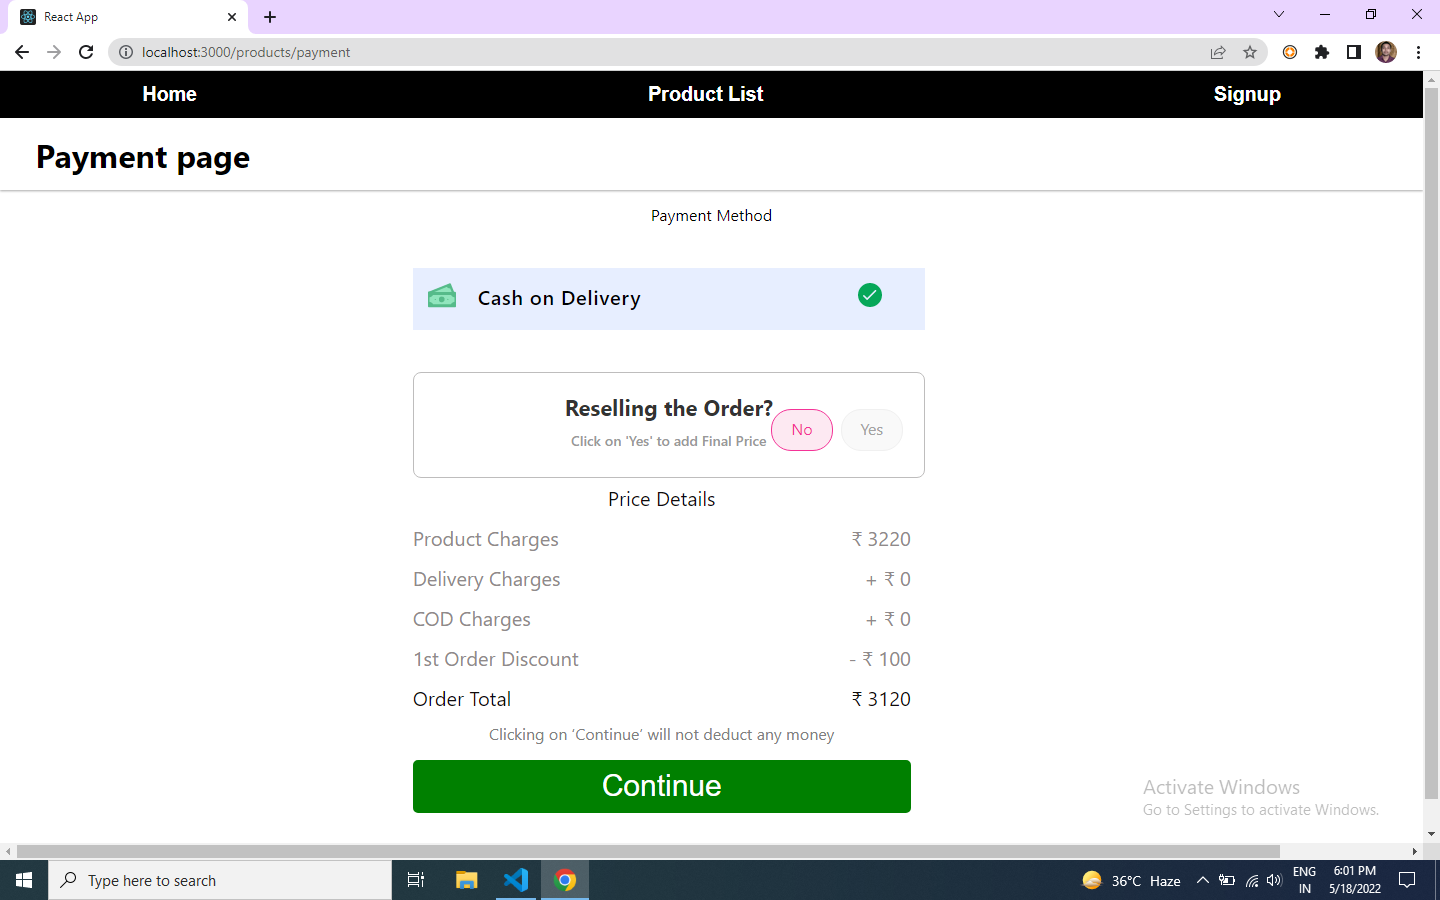 React App
localhost:3000/products/payment
Home Product List Signup
Payment page
Payment Method
Cash on Delivery
Reselling the Order?
Click on 'Yes' to add Final Price
No Yes
Price Details
Product Charges ₹ 3220
Delivery Charges + ₹ 0
COD Charges + ₹ 0
1st Order Discount - ₹ 100
Order Total ₹ 3120
Clicking on ‘Continue’ will not deduct any money
Continue
Activate Windows
Go to Settings to activate Windows.
Type here to search
36°C Haze
ENG
IN
6:01 PM
5/18/2022